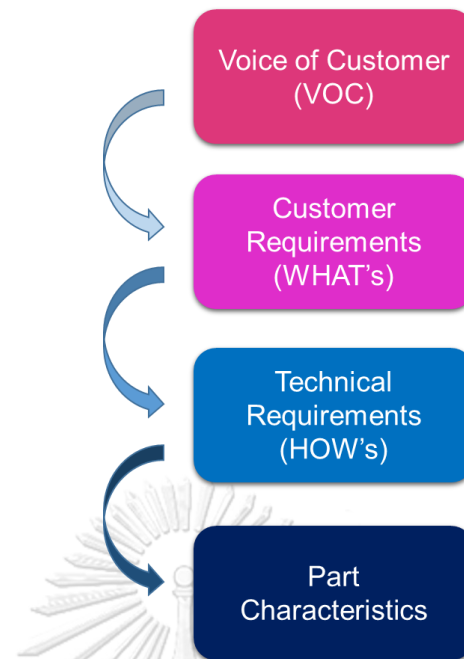 Voice of Customer
(VOC)
Customer
Requirements
(WHAT’s)
Technical
Requirements
(HOW’s)
Part
Characteristics